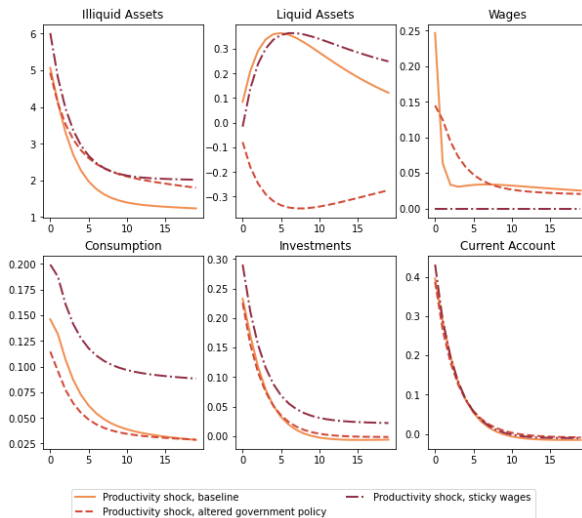 Illiquid Assets
Liquid Assets
Wages
6
5
4
3
2
1
0 5 10 15
0.3
0.2
0.1
0.0
−0.1
−0.2
−0.3
0 5 10 15
0.25
0.20
0.15
0.10
0.05
0.00
0 5 10 15
Consumption
Investments
Current Account
0.200
0.175
0.150
0.125
0.100
0.075
0.050
0.025
0 5 10 15
0.30
0.25
0.20
0.15
0.10
0.05
0.00
0 5 10 15
0.4
0.3
0.2
0.1
0.0
0 5 10 15
Productivity shock, baseline
Productivity shock, sticky wages
Productivity shock, altered government policy